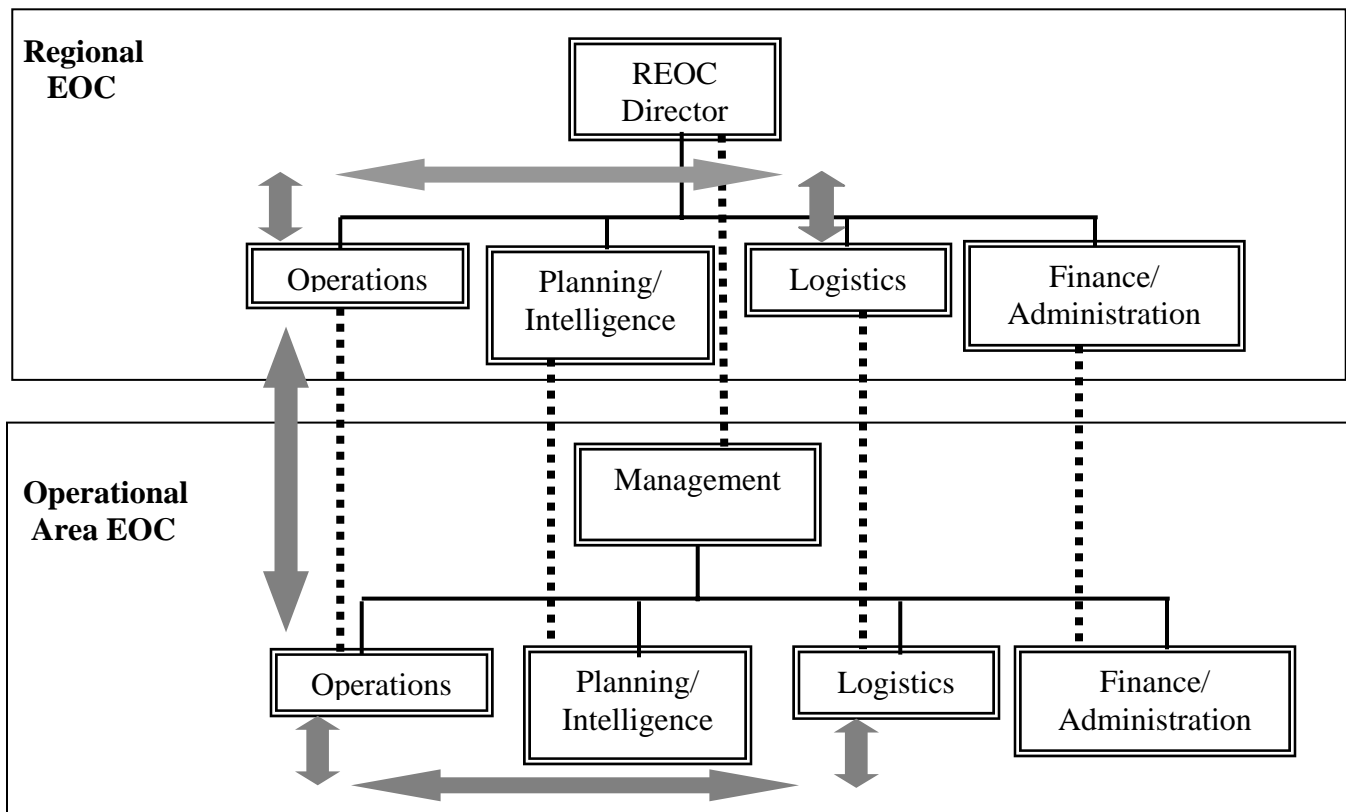 Regional
EOC
REOC
Director
Operations
Planning/
Intelligence
Logistics
Finance/
Administration
Operational
Area EOC
Management
Operations
Planning/
Intelligence
Logistics
Finance/
Administration